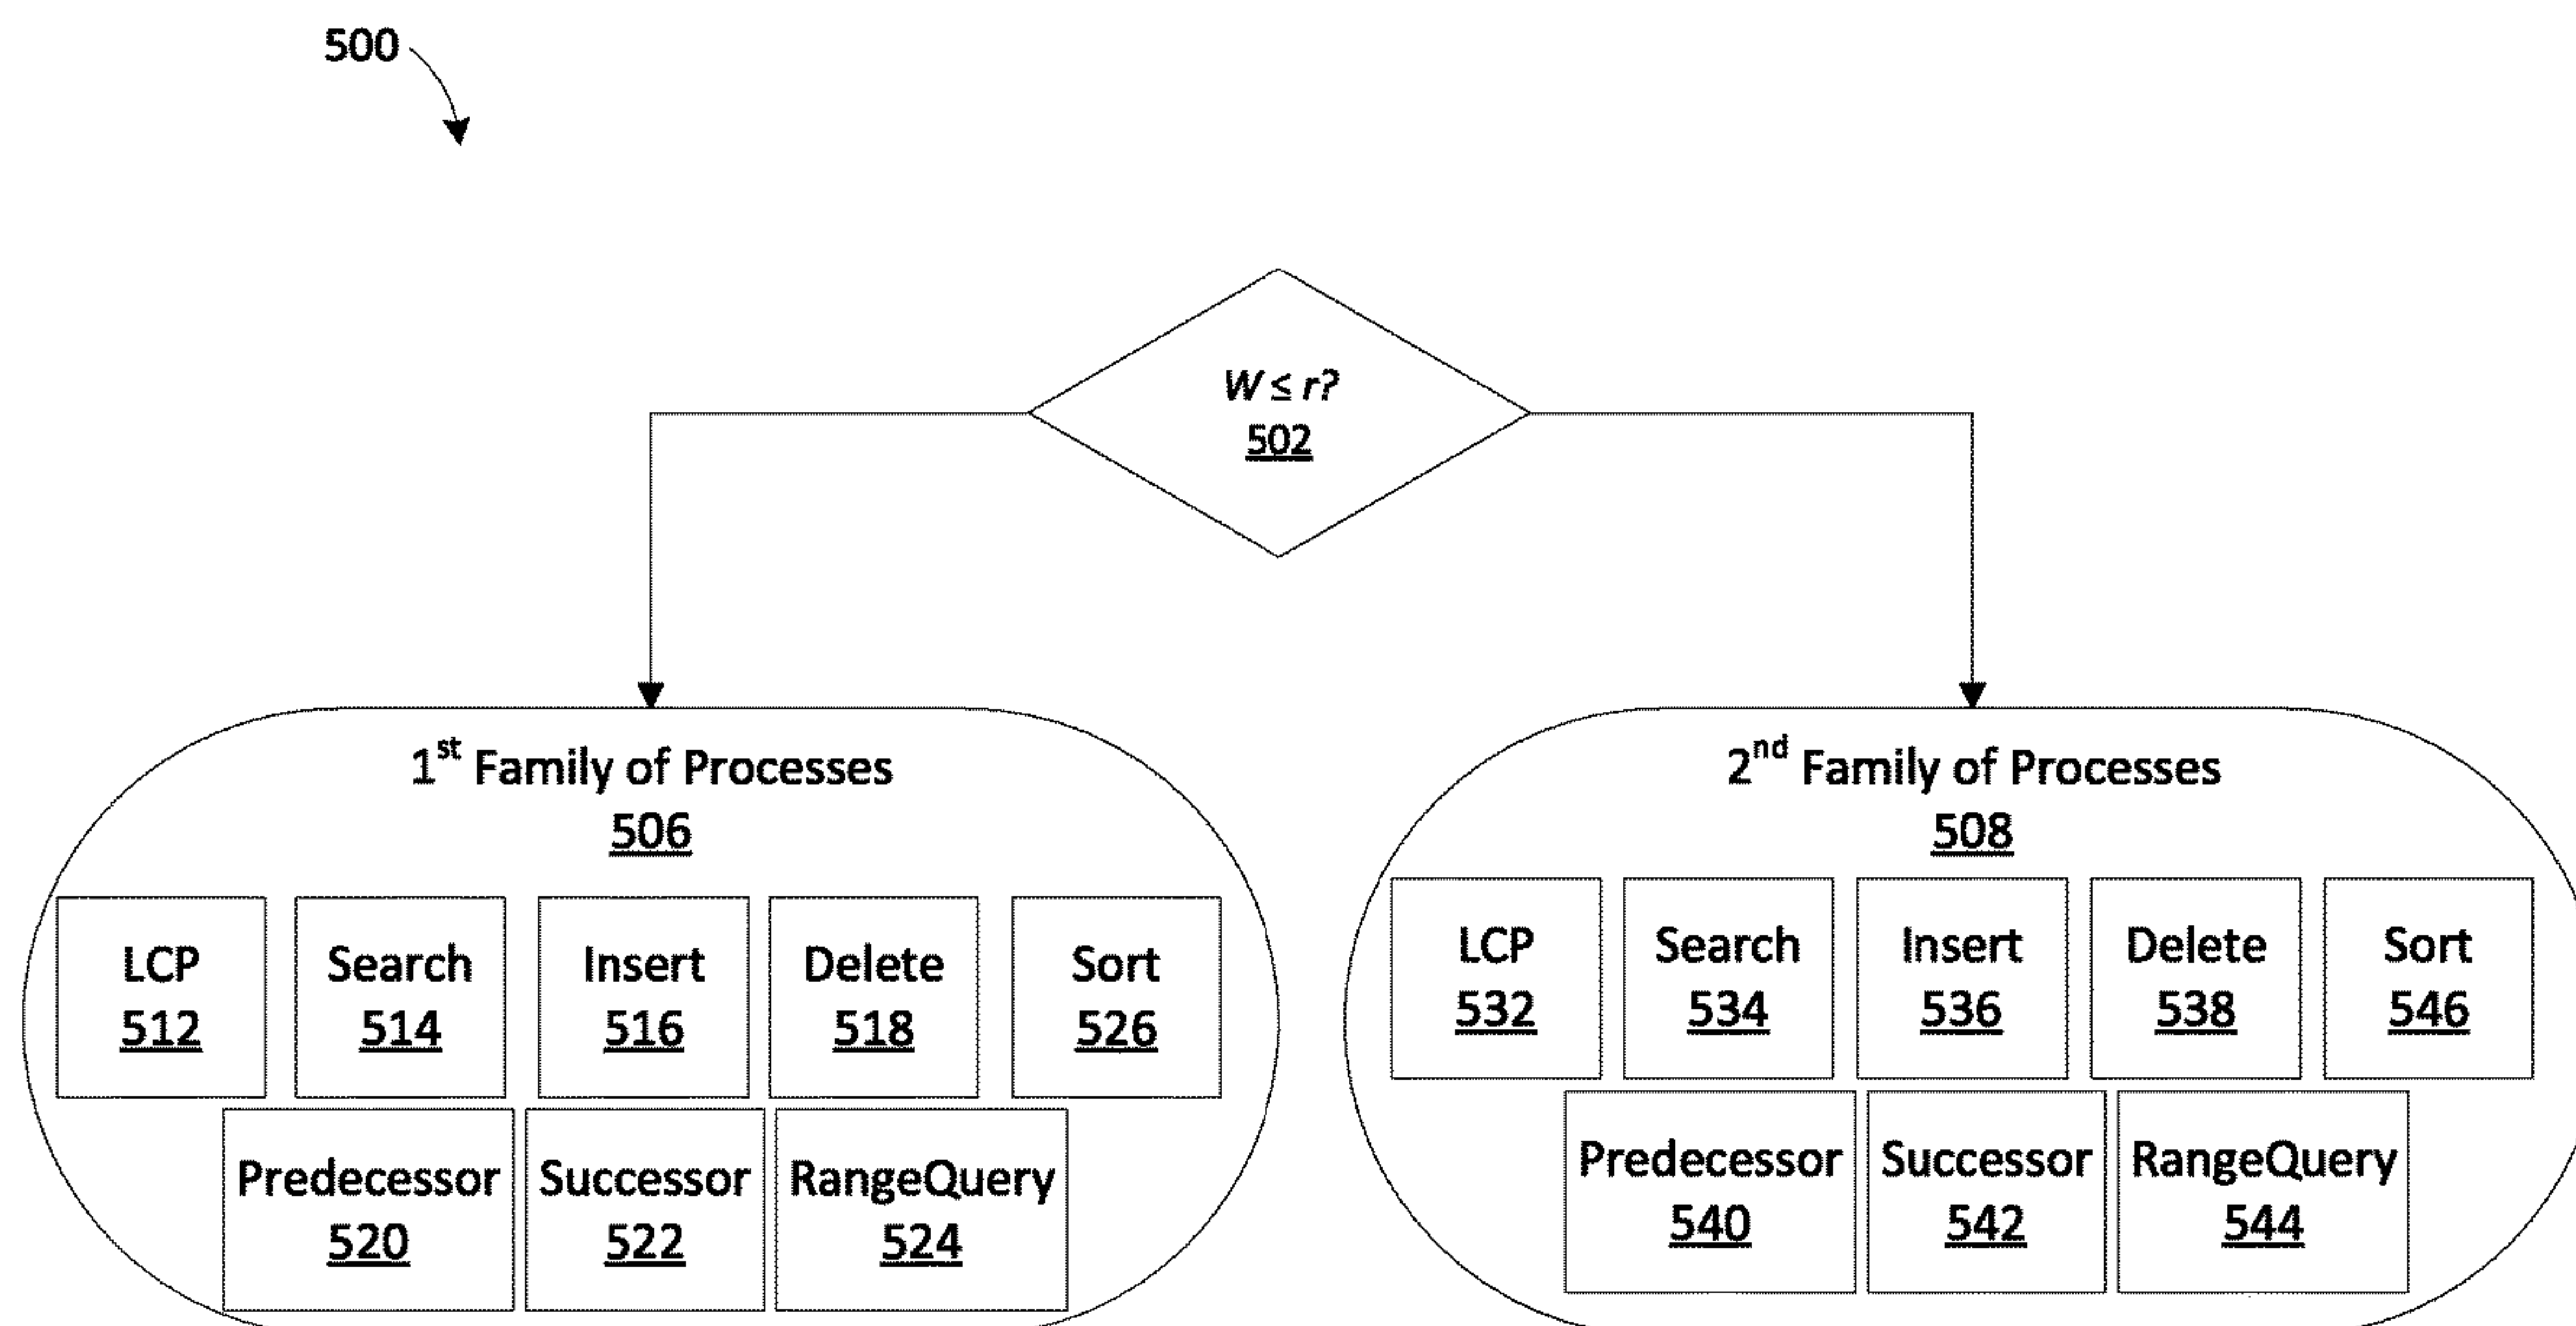 500
W ≤ r?
502
1st Family of Processes
506
LCP
512
Search
514
Insert
516
Delete
518
Sort
526
Predecessor
520
Successor
522
RangeQuery
524
2nd Family of Processes
508
LCP
532
Search
534
Insert
536
Delete
538
Sort
546
Predecessor
540
Successor
542
RangeQuery
544